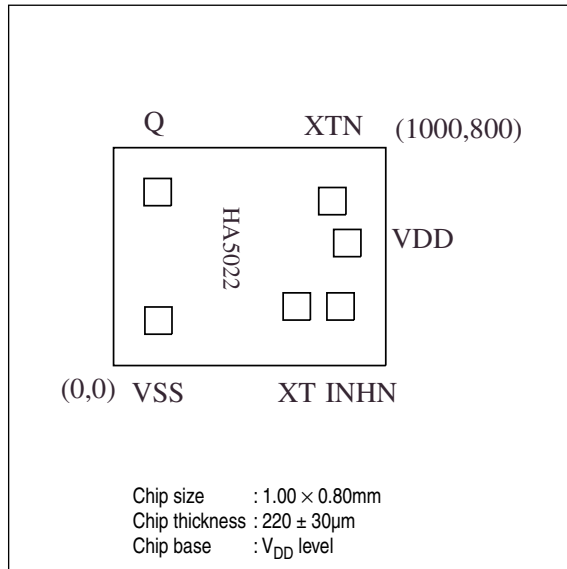 Q XTN (1000,800)
HA5022
VDD
(0,0) VSS XT INHN
Chip size : 1.00 × 0.80mm
Chip thickness : 220 ± 30µm
Chip base : VDD level